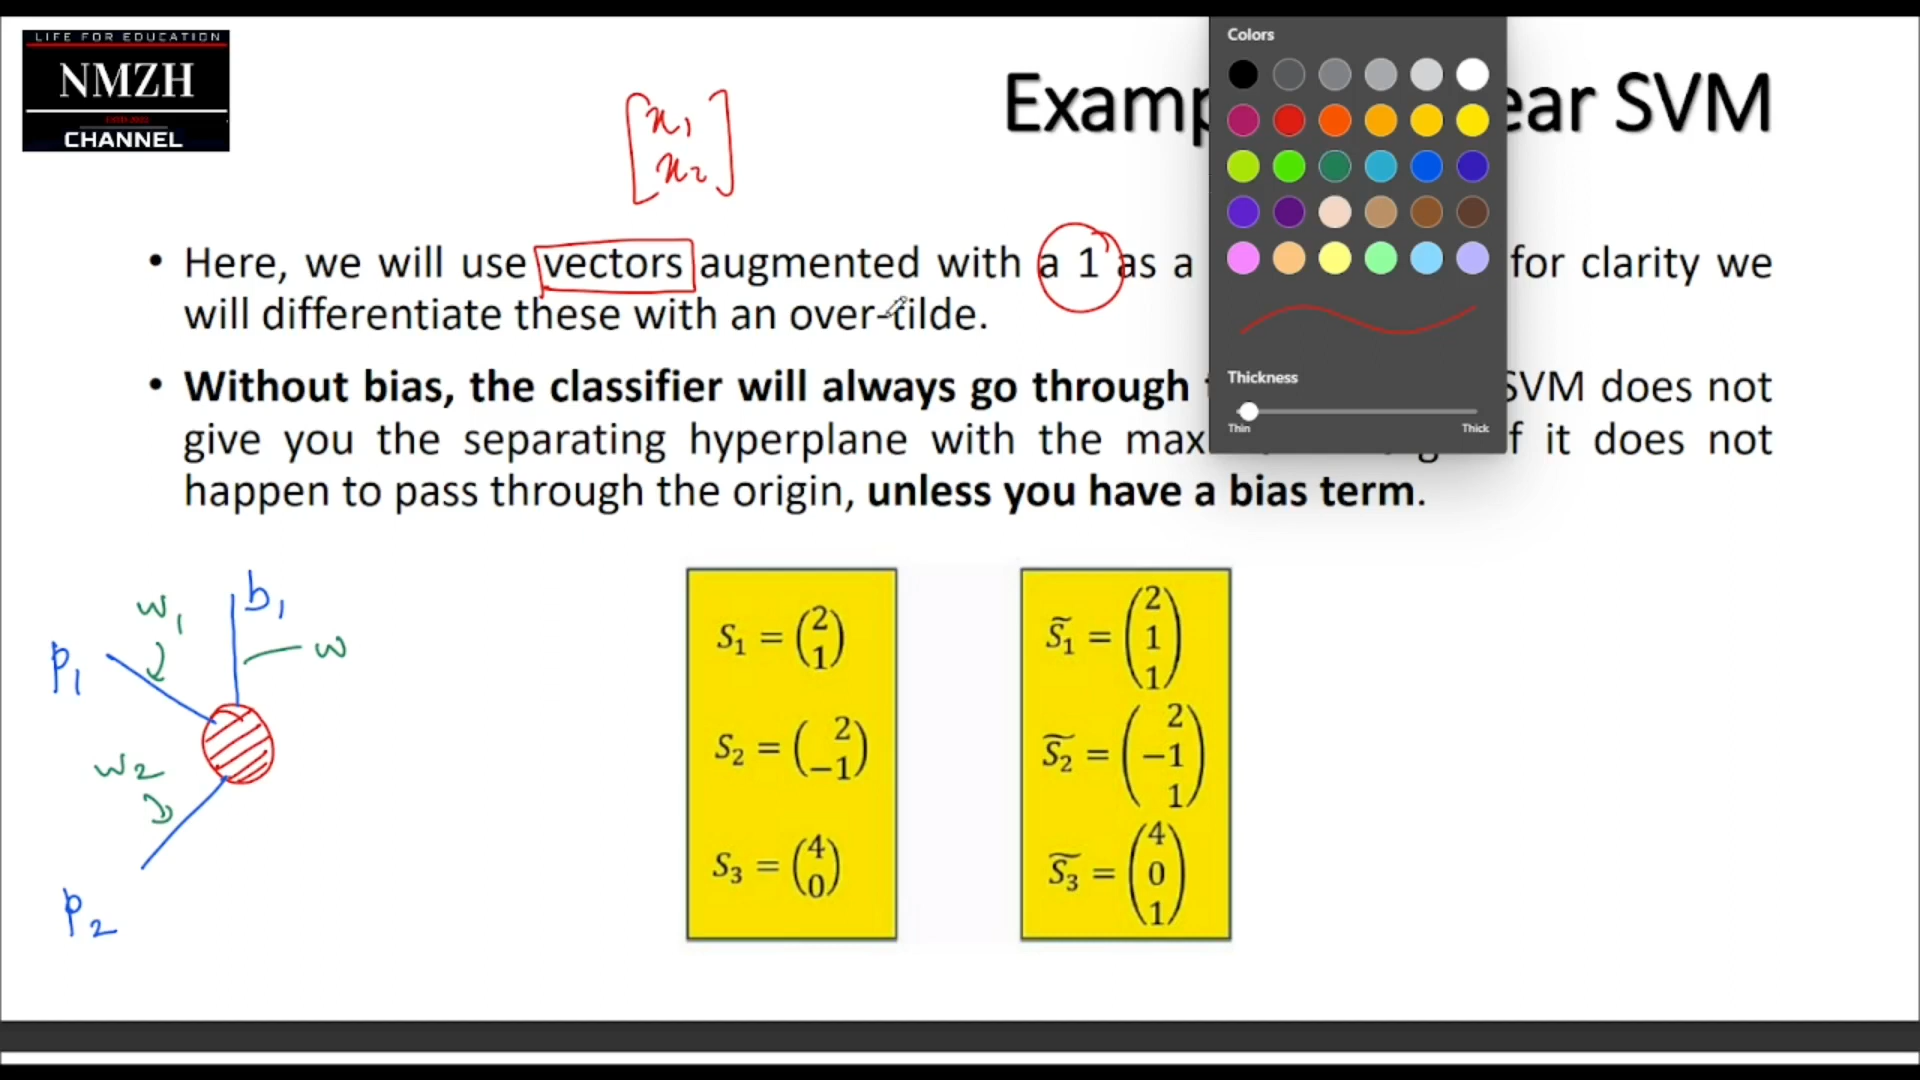 LIFE FOR EDUCATION
NMZH
CHANNEL
Colors
Examp ear SVM
[x1
x2]
• Here, we will use vectors augmented with a 1 as a for clarity we
will differentiate these with an over-tilde.
• Without bias, the classifier will always go through SVM does not
Thickness
Thin Thick
give you the separating hyperplane with the max f it does not
happen to pass through the origin, unless you have a bias term.
w1
b1
w
p1
w2
p2
S1 = (2 1)
S2 = (2 −1)
S3 = (4 0)
S̃1 = (2 1 1)
S̃2 = (2 −1 1)
S̃3 = (4 0 1)